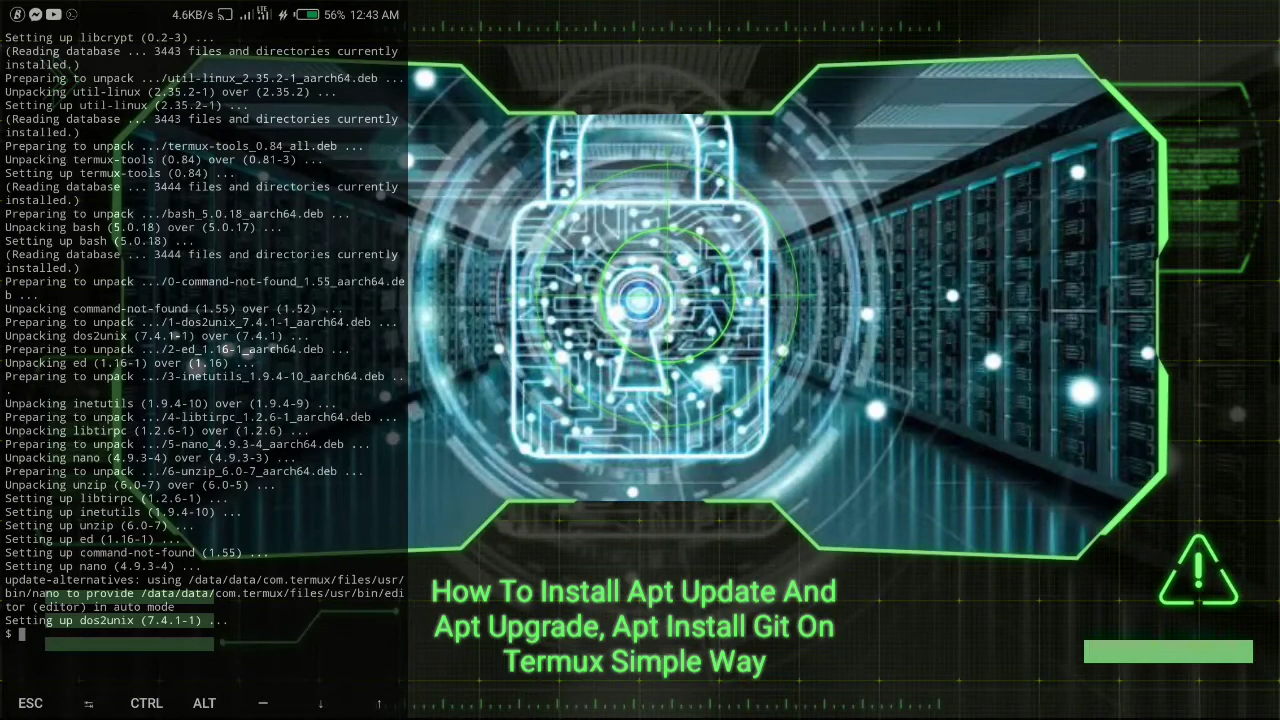 4.6KB/s LTE 56% 12:43 AM
Setting up libcrypt (0.2-3) ...
(Reading database ... 3443 files and directories currently
installed.)
Preparing to unpack .../util-linux_2.35.2-1_aarch64.deb ...
Unpacking util-linux (2.35.2-1) over (2.35.2) ...
Setting up util-linux (2.35.2-1) ...
(Reading database ... 3443 files and directories currently
installed.)
Preparing to unpack .../termux-tools_0.84_all.deb ...
Unpacking termux-tools (0.84) over (0.81-3) ...
Setting up termux-tools (0.84) ...
(Reading database ... 3444 files and directories currently
installed.)
Preparing to unpack .../bash_5.0.18_aarch64.deb ...
Unpacking bash (5.0.18) over (5.0.17) ...
Setting up bash (5.0.18) ...
(Reading database ... 3444 files and directories currently
installed.)
Preparing to unpack .../0-command-not-found_1.55_aarch64.de
b ...
Unpacking command-not-found (1.55) over (1.52) ...
Preparing to unpack .../1-dos2unix_7.4.1-1_aarch64.deb ...
Unpacking dos2unix (7.4.1-1) over (7.4.1) ...
Preparing to unpack .../2-ed_1.16-1_aarch64.deb ...
Unpacking ed (1.16-1) over (1.16) ...
Preparing to unpack .../3-inetutils_1.9.4-10_aarch64.deb ..
.
Unpacking inetutils (1.9.4-10) over (1.9.4-9) ...
Preparing to unpack .../4-libtirpc_1.2.6-1_aarch64.deb ...
Unpacking libtirpc (1.2.6-1) over (1.2.6) ...
Preparing to unpack .../5-nano_4.9.3-4_aarch64.deb ...
Unpacking nano (4.9.3-4) over (4.9.3-3) ...
Preparing to unpack .../6-unzip_6.0-7_aarch64.deb ...
Unpacking unzip (6.0-7) over (6.0-5) ...
Setting up libtirpc (1.2.6-1) ...
Setting up inetutils (1.9.4-10) ...
Setting up unzip (6.0-7) ...
Setting up ed (1.16-1) ...
Setting up command-not-found (1.55) ...
Setting up nano (4.9.3-4) ...
update-alternatives: using /data/data/com.termux/files/usr/
bin/nano to provide /data/data/com.termux/files/usr/bin/edi
tor (editor) in auto mode
Setting up dos2unix (7.4.1-1) ...
$
ESC CTRL ALT — ↓ ↑
How To Install Apt Update And
Apt Upgrade, Apt Install Git On
Termux Simple Way